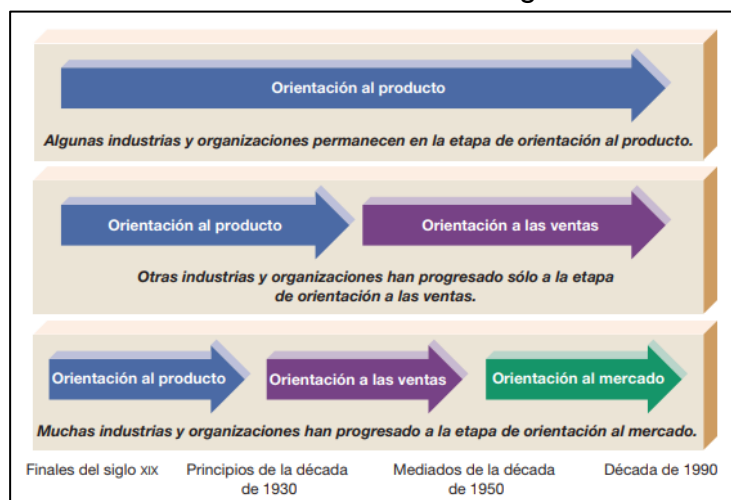 Orientación al producto
Algunas industrias y organizaciones permanecen en la etapa de orientación al producto.
Orientación al producto
Orientación a las ventas
Otras industrias y organizaciones han progresado sólo a la etapa
de orientación a las ventas.
Orientación al producto
Orientación a las ventas
Orientación al mercado
Muchas industrias y organizaciones han progresado a la etapa de orientación al mercado.
Finales del siglo XIX
Principios de la década
de 1930
Mediados de la década
de 1950
Década de 1990